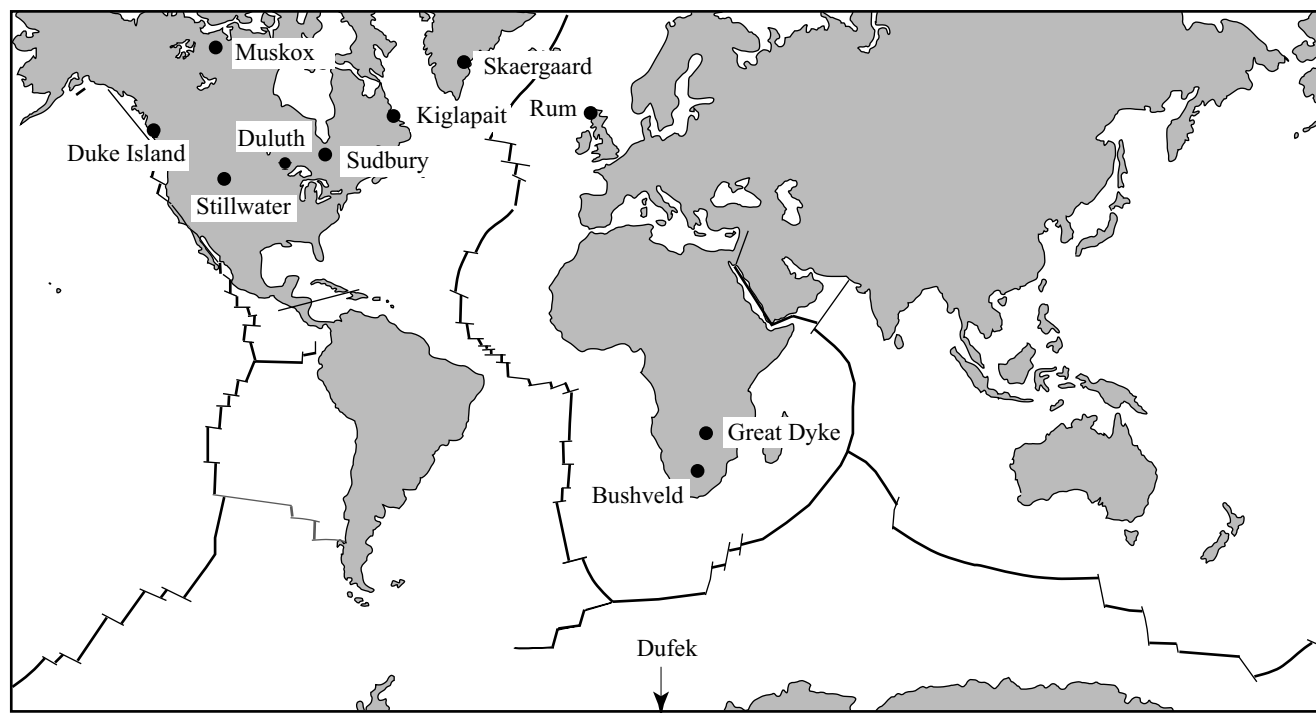 Muskox
Skaergaard
Rum
Kiglapait
Duluth
Duke Island
Sudbury
Stillwater
Great Dyke
Bushveld
Dufek